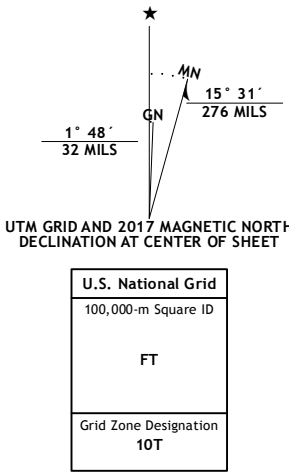 MN
GN
15° 31´
276 MILS
1° 48´
32 MILS
UTM GRID AND 2017 MAGNETIC NORTH
DECLINATION AT CENTER OF SHEET
U.S. National Grid
100,000-m Square ID
FT
Grid Zone Designation
10T